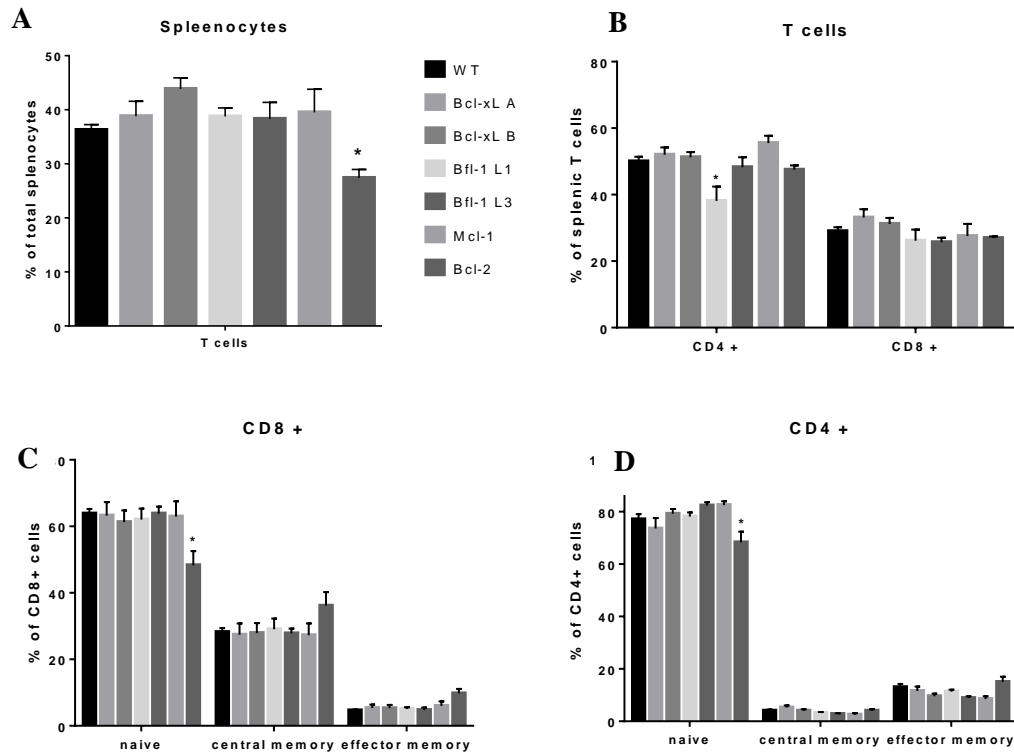 A
Spleenocytes
% of total splenocytes
50
40
30
20
10
0
*
T cells
WT
Bcl-xL A
Bcl-xL B
Bfl-1 L1
Bfl-1 L3
Mcl-1
Bcl-2
B
T cells
% of splenic T cells
80
60
40
20
0
*
CD4 +
CD8 +
C
CD8 +
% of CD8+ cells
60
40
20
0
*
naive
central memory
effector memory
1
D
CD4 +
% of CD4+ cells
80
60
40
20
0
*
naive
central memory
effector memory